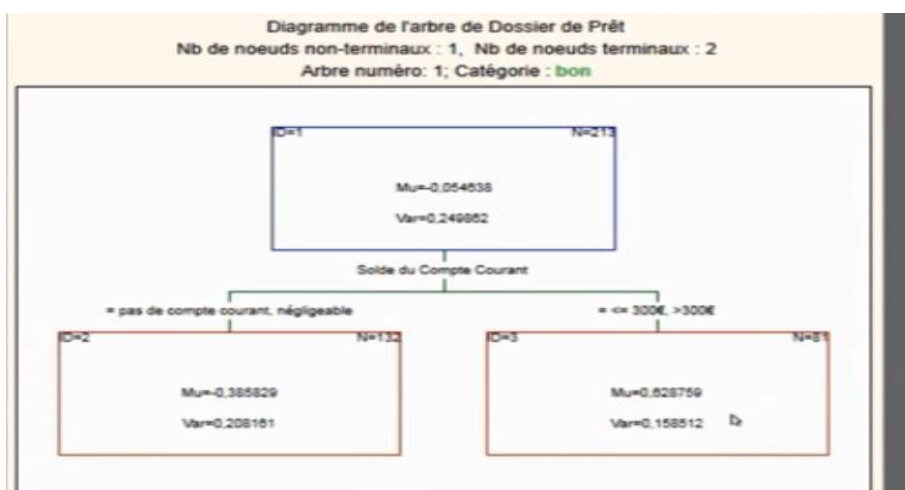 Diagramme de l'arbre de Dossier de Prêt
Nb de noeuds non-terminaux : 1, Nb de noeuds terminaux : 2
Arbre numéro: 1; Catégorie : bon
ID=1 N=213
Mu=-0,054638
Var=0,249862
Solde du Compte Courant
= pas de compte courant, négligeable = <= 300€, >300€
ID=2 N=132 ID=3 N=81
Mu=-0,385829 Mu=0,628759
Var=0,208161 Var=0,158512